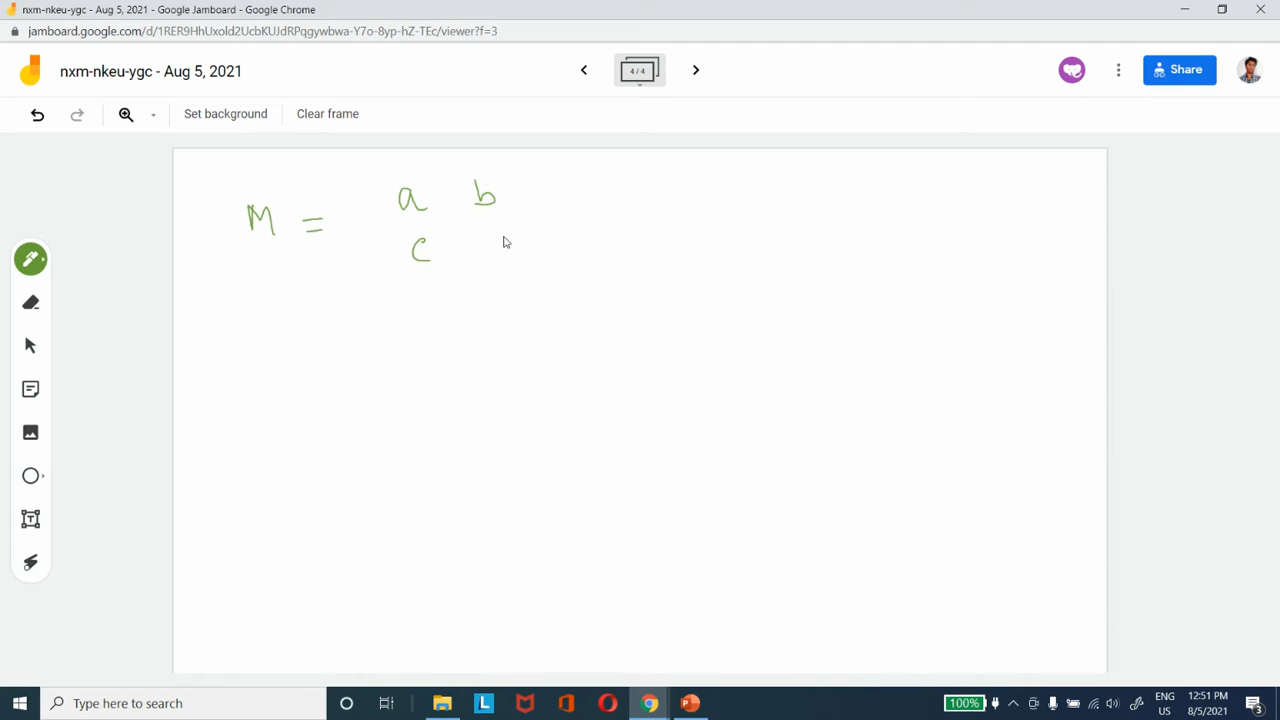 nxm-nkeu-ygc - Aug 5, 2021 - Google Jamboard - Google Chrome
jamboard.google.com/d/1RER9HhUxold2UcbKUJdRPqgywbwa-Y7o-8yp-hZ-TEc/viewer?f=3
nxm-nkeu-ygc - Aug 5, 2021
4 / 4
Share
Set background
Clear frame
a b
M =
c
Type here to search
L
P
100%
ENG
US
12:51 PM
8/5/2021
3